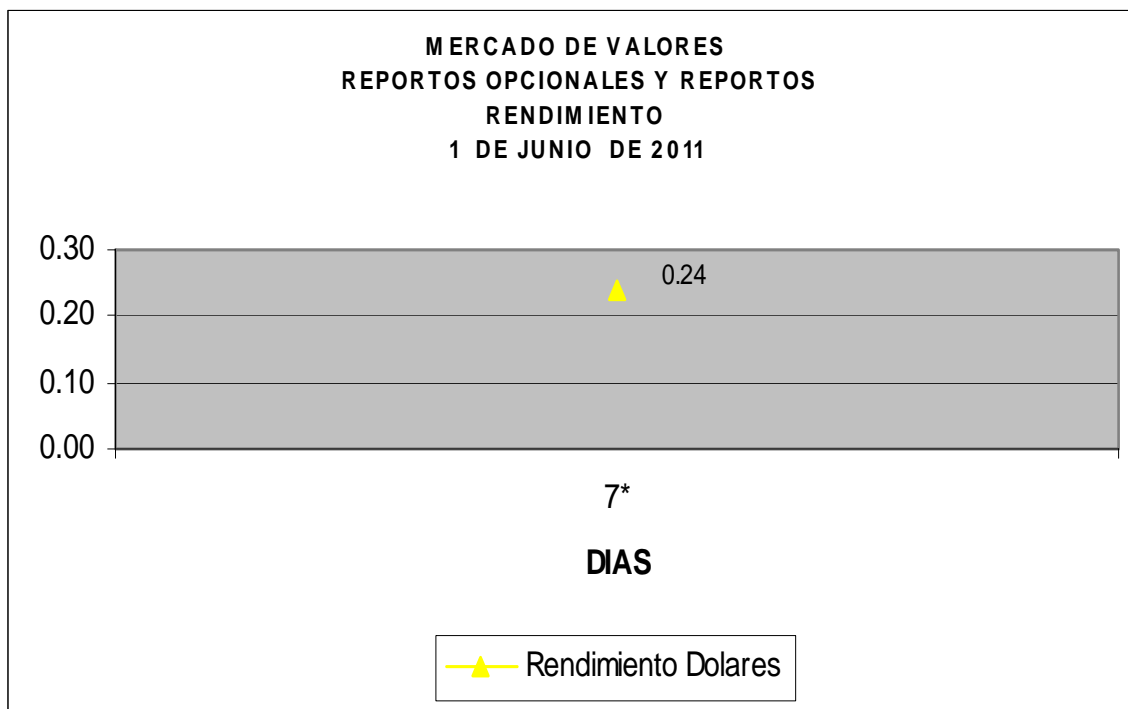 MERCADO DE VALORES
REPORTOS OPCIONALES Y REPORTOS
RENDIMIENTO
1 DE JUNIO DE 2011
0.30
0.24
0.20
0.10
0.00
7*
DIAS
Rendimiento Dolares